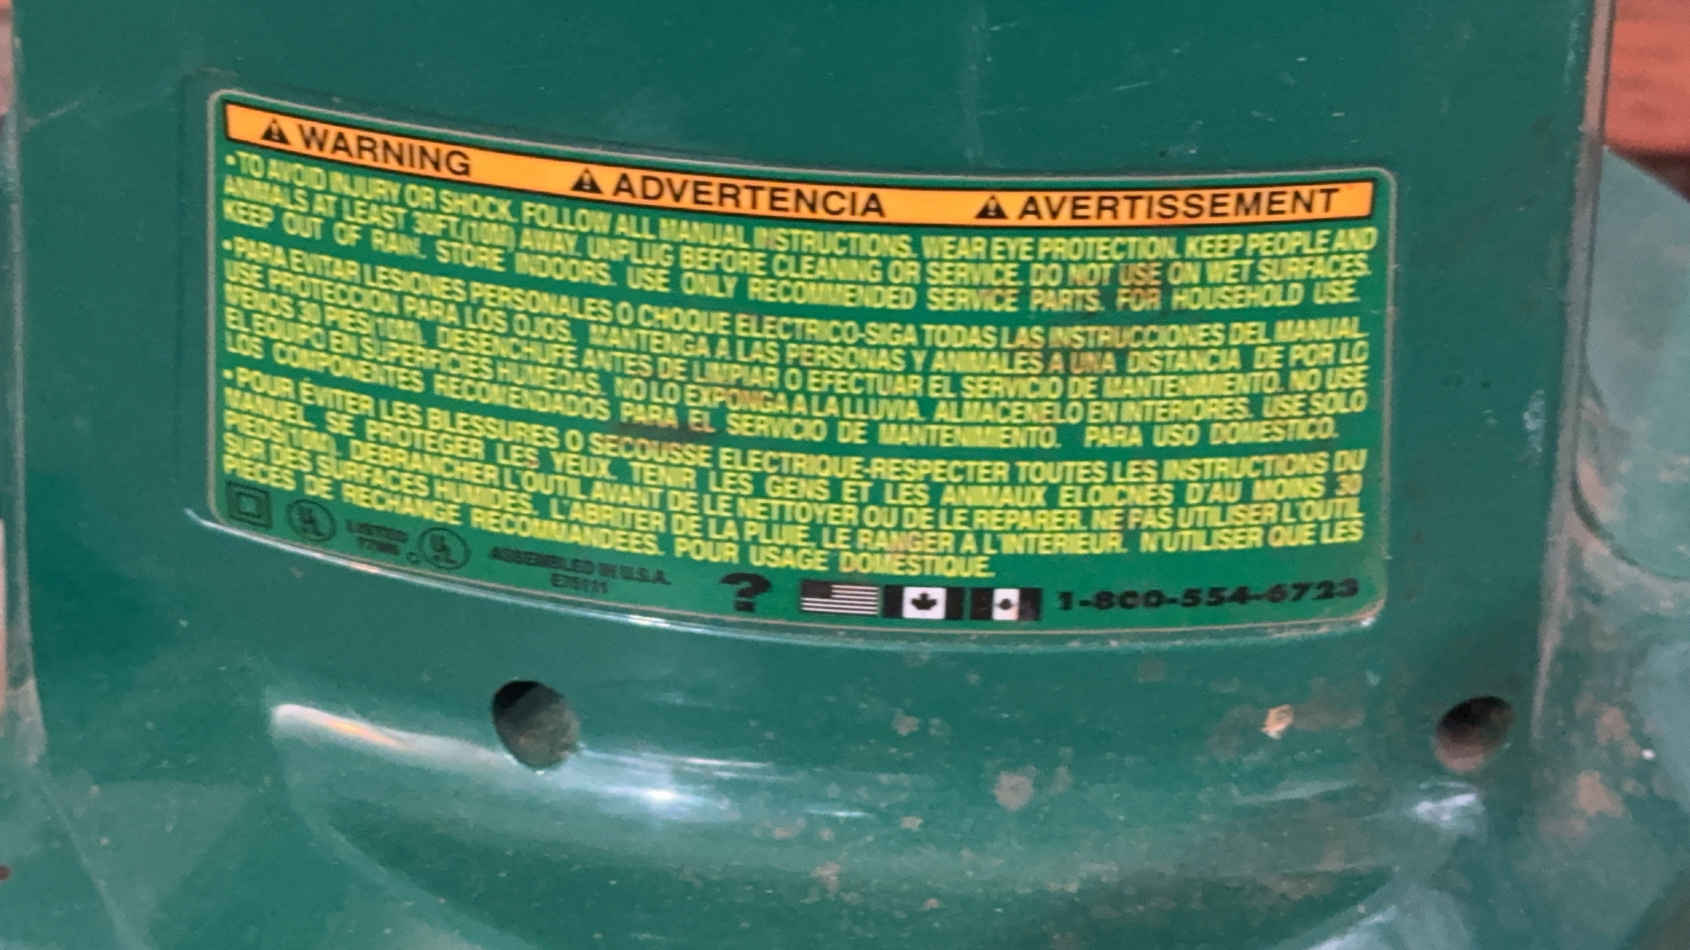 WARNING ADVERTENCIA AVERTISSEMENT
• TO AVOID INJURY OR SHOCK. FOLLOW ALL MANUAL INSTRUCTIONS. WEAR EYE PROTECTION. KEEP PEOPLE AND
ANIMALS AT LEAST 30FT.(10M) AWAY. UNPLUG BEFORE CLEANING OR SERVICE. DO NOT USE ON WET SURFACES.
KEEP OUT OF RAIN. STORE INDOORS. USE ONLY RECOMMENDED SERVICE PARTS. FOR HOUSEHOLD USE.
• PARA EVITAR LESIONES PERSONALES O CHOQUE ELECTRICO-SIGA TODAS LAS INSTRUCCIONES DEL MANUAL.
USE PROTECCION PARA LOS OJOS. MANTENGA A LAS PERSONAS Y ANIMALES A UNA DISTANCIA DE POR LO
MENOS 30 PIES(10M). DESENCHUFE ANTES DE LIMPIAR O EFECTUAR EL SERVICIO DE MANTENIMIENTO. NO USE
EL EQUIPO EN SUPERFICIES HUMEDAS. NO LO EXPONGA A LA LLUVIA. ALMACENELO EN INTERIORES. USE SOLO
LOS COMPONENTES RECOMENDADOS PARA EL SERVICIO DE MANTENIMIENTO. PARA USO DOMESTICO.
• POUR ÉVITER LES BLESSURES O SECOUSSE ELECTRIQUE-RESPECTER TOUTES LES INSTRUCTIONS DU
MANUEL. SE PROTEGER LES YEUX. TENIR LES GENS ET LES ANIMAUX ELOICNES D'AU MOINS 30
PIEDS(10M). DEBRANCHER L'OUTIL AVANT DE LE NETTOYER OU DE LE REPARER. NE PAS UTILISER L'OUTIL
SUR DES SURFACES HUMIDES. L'ABRITER DE LA PLUIE. LE RANGER A L'INTERIEUR. N'UTILISER QUE LES
PIECES DE RECHANGE RECOMMANDEES. POUR USAGE DOMESTIQUE.
UL LISTED C UL ASSEMBLED IN U.S.A.
? 1-800-554-6723